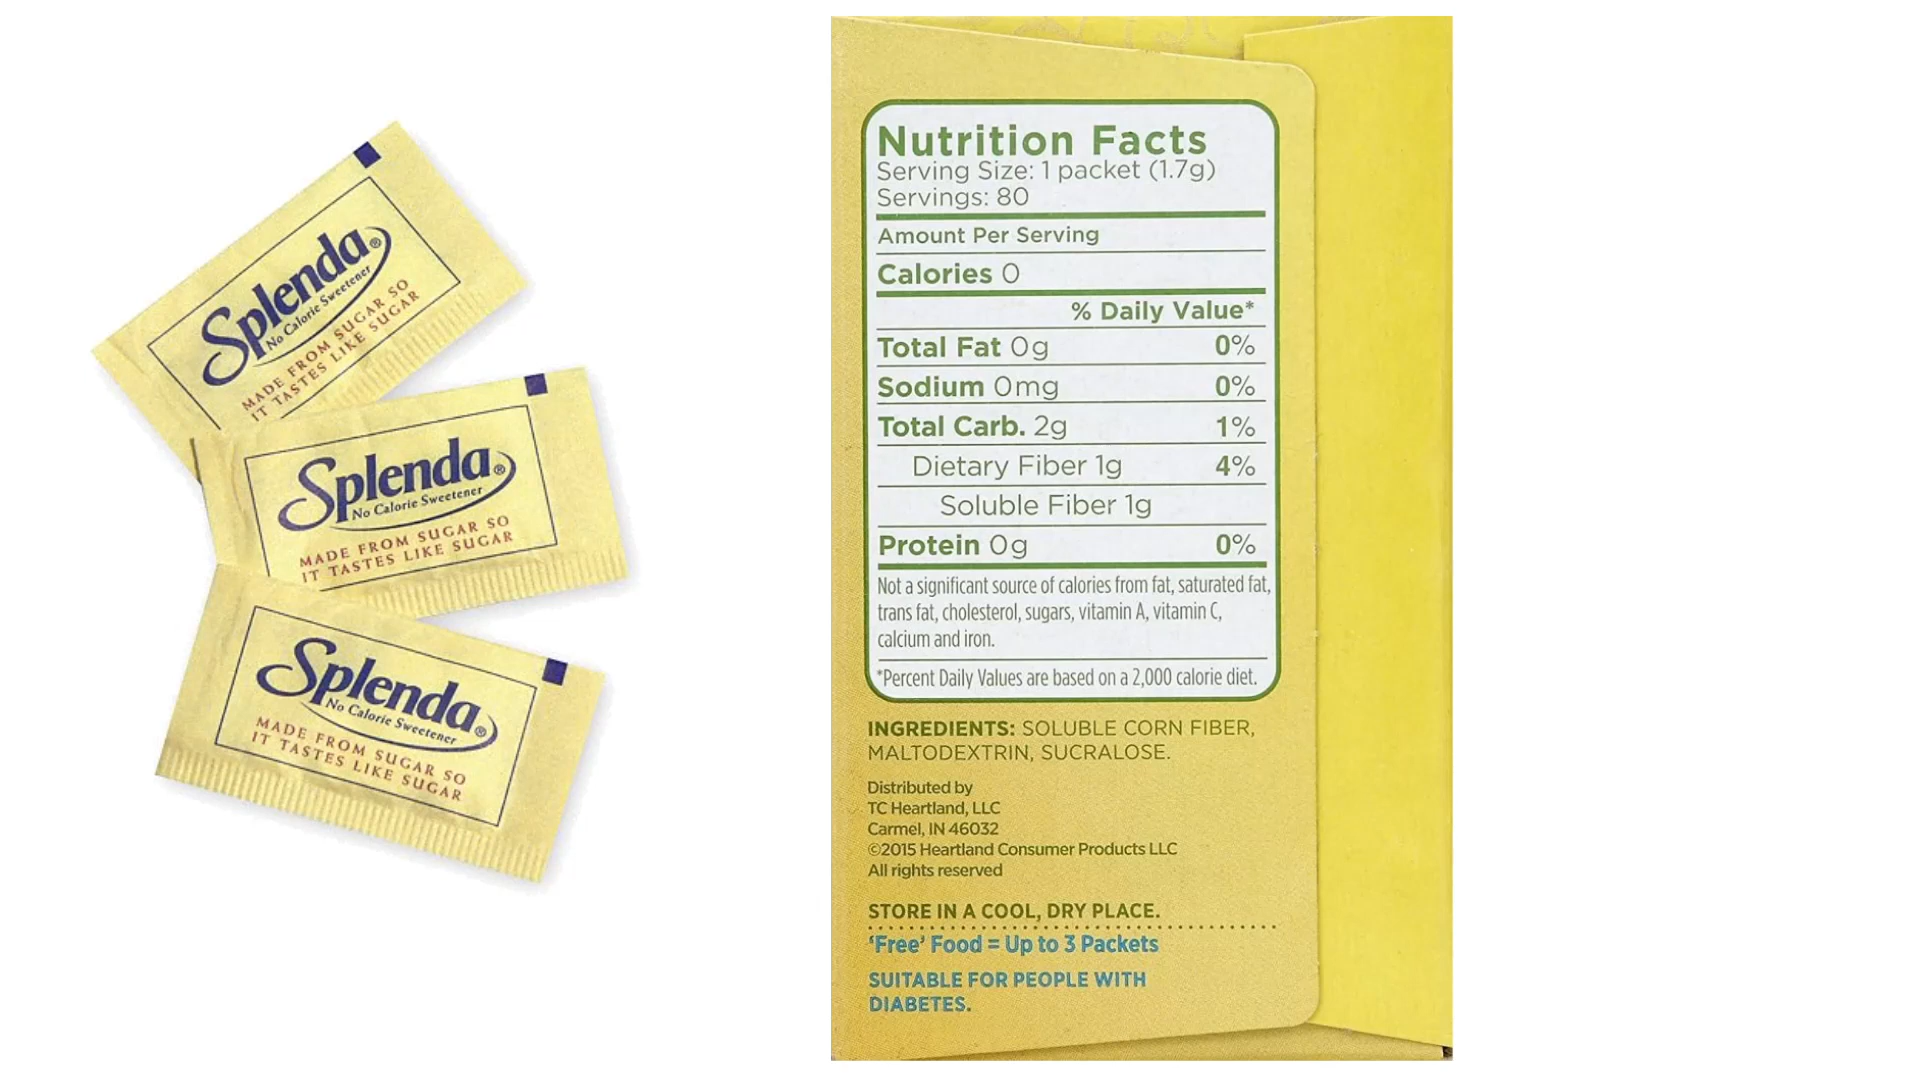 Splenda®
No Calorie Sweetener
MADE FROM SUGAR SO
IT TASTES LIKE SUGAR
Splenda®
No Calorie Sweetener
MADE FROM SUGAR SO
IT TASTES LIKE SUGAR
Splenda®
No Calorie Sweetener
MADE FROM SUGAR SO
IT TASTES LIKE SUGAR
Nutrition Facts
Serving Size: 1 packet (1.7g)
Servings: 80
Amount Per Serving
Calories 0
% Daily Value*
Total Fat 0g 0%
Sodium 0mg 0%
Total Carb. 2g 1%
Dietary Fiber 1g 4%
Soluble Fiber 1g
Protein 0g 0%
Not a significant source of calories from fat, saturated fat,
trans fat, cholesterol, sugars, vitamin A, vitamin C,
calcium and iron.
*Percent Daily Values are based on a 2,000 calorie diet.
INGREDIENTS: SOLUBLE CORN FIBER,
MALTODEXTRIN, SUCRALOSE.
Distributed by
TC Heartland, LLC
Carmel, IN 46032
©2015 Heartland Consumer Products LLC
All rights reserved
STORE IN A COOL, DRY PLACE.
‘Free’ Food = Up to 3 Packets
SUITABLE FOR PEOPLE WITH
DIABETES.